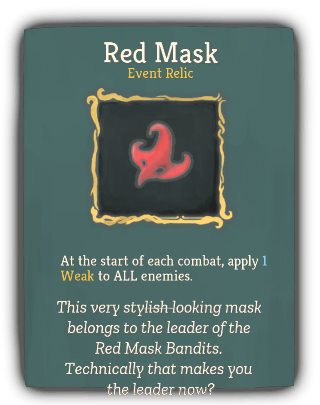 Red Mask
Event Relic
At the start of each combat, apply 1
Weak to ALL enemies.
This very stylish-looking mask
belongs to the leader of the
Red Mask Bandits.
Technically that makes you
the leader now?